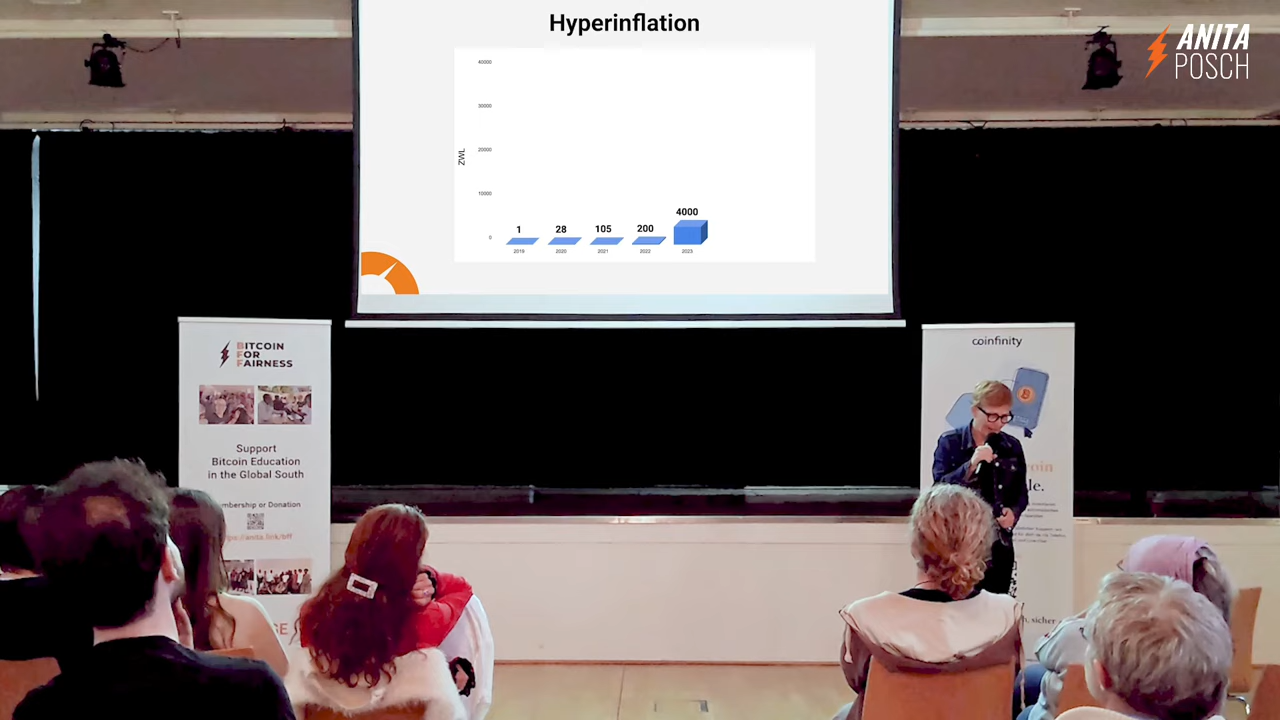 Hyperinflation
ANITA
POSCH
40000
30000
20000
10000
0
ZWL
1
28
105
200
4000
2019
2020
2021
2022
2023
BITCOIN
FOR
FAIRNESS
Support
Bitcoin Education
in the Global South
or Donation
coinfinity